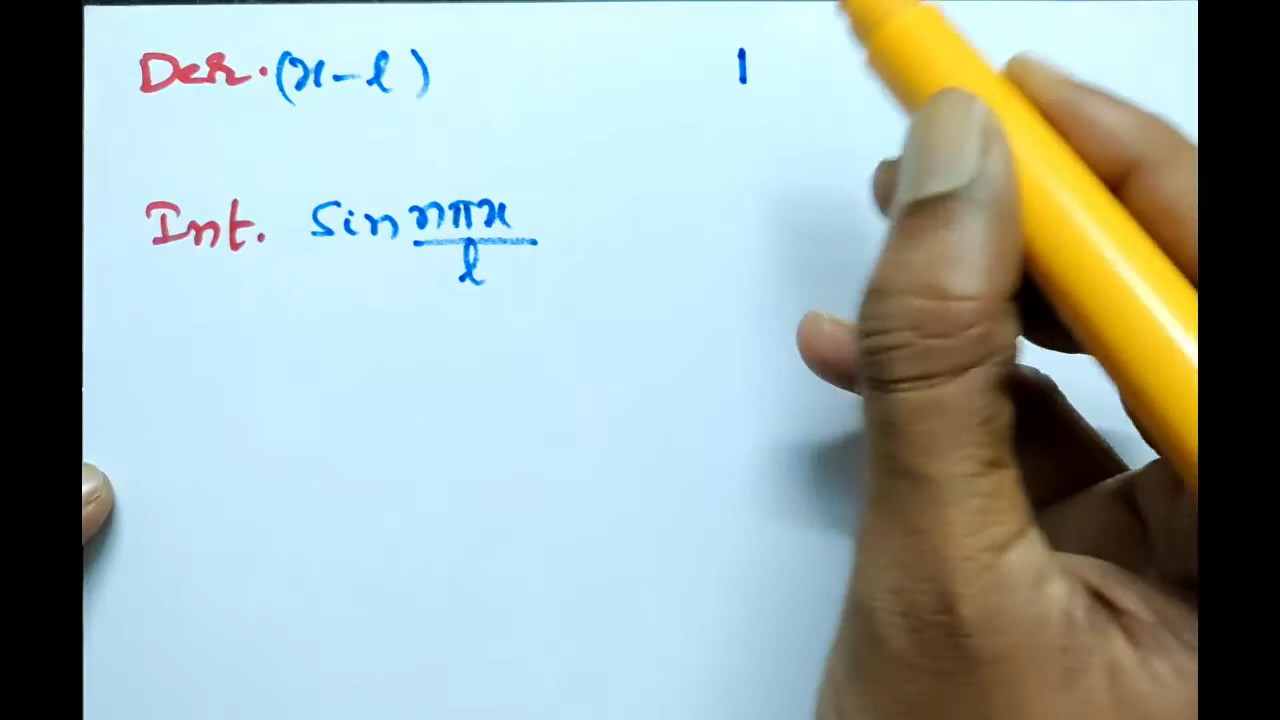 Der. (x-l) 1
Int. Sin nπx
l